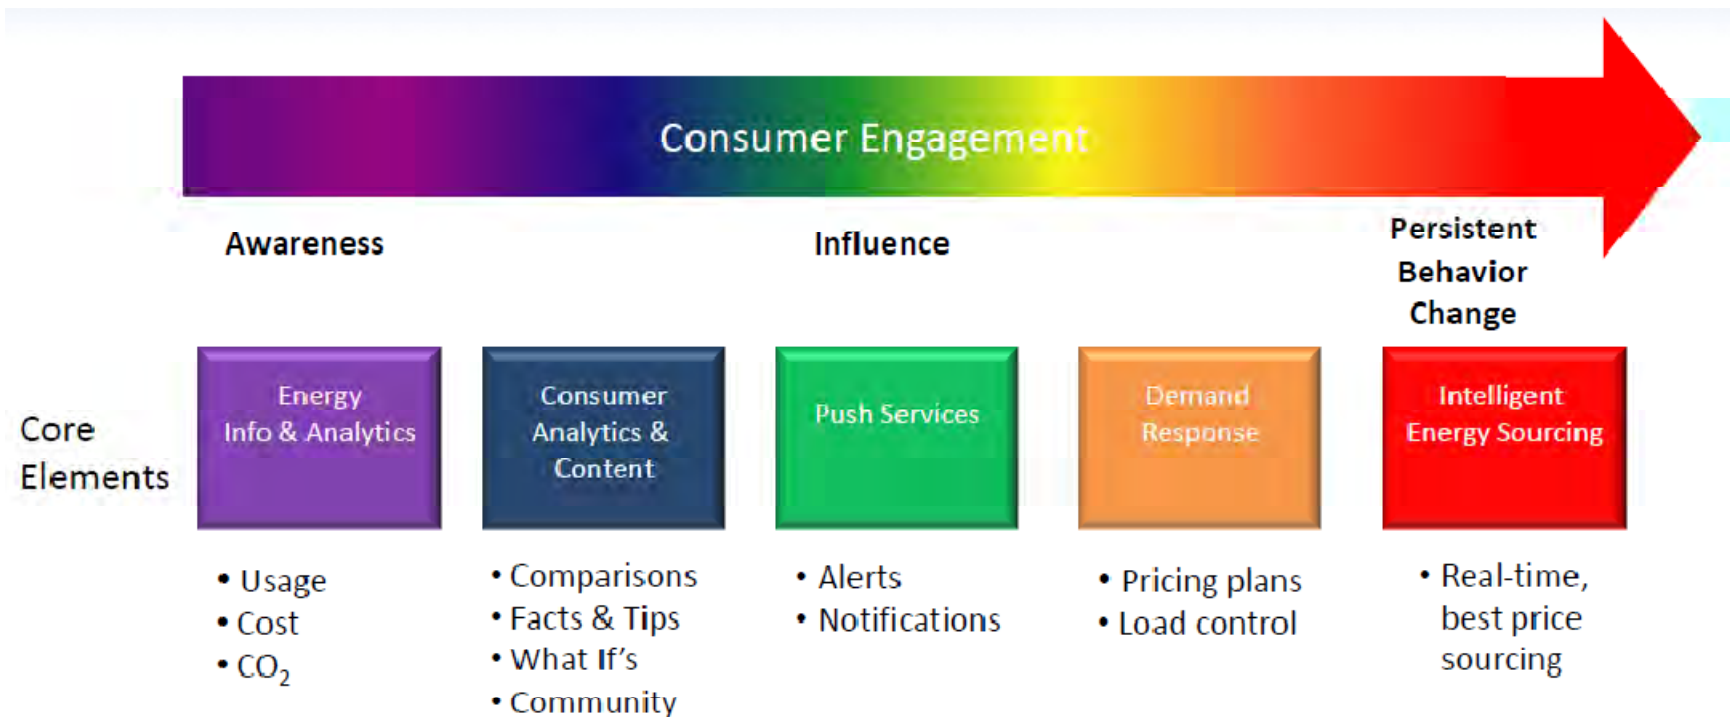 Consumer Engagement
Awareness
Influence
Persistent
Behavior
Change
Core
Elements
Energy
Info & Analytics
Consumer
Analytics &
Content
Push Services
Demand
Response
Intelligent
Energy Sourcing
• Usage
• Cost
• CO₂
• Comparisons
• Facts & Tips
• What If’s
• Community
• Alerts
• Notifications
• Pricing plans
• Load control
• Real-time,
best price
sourcing